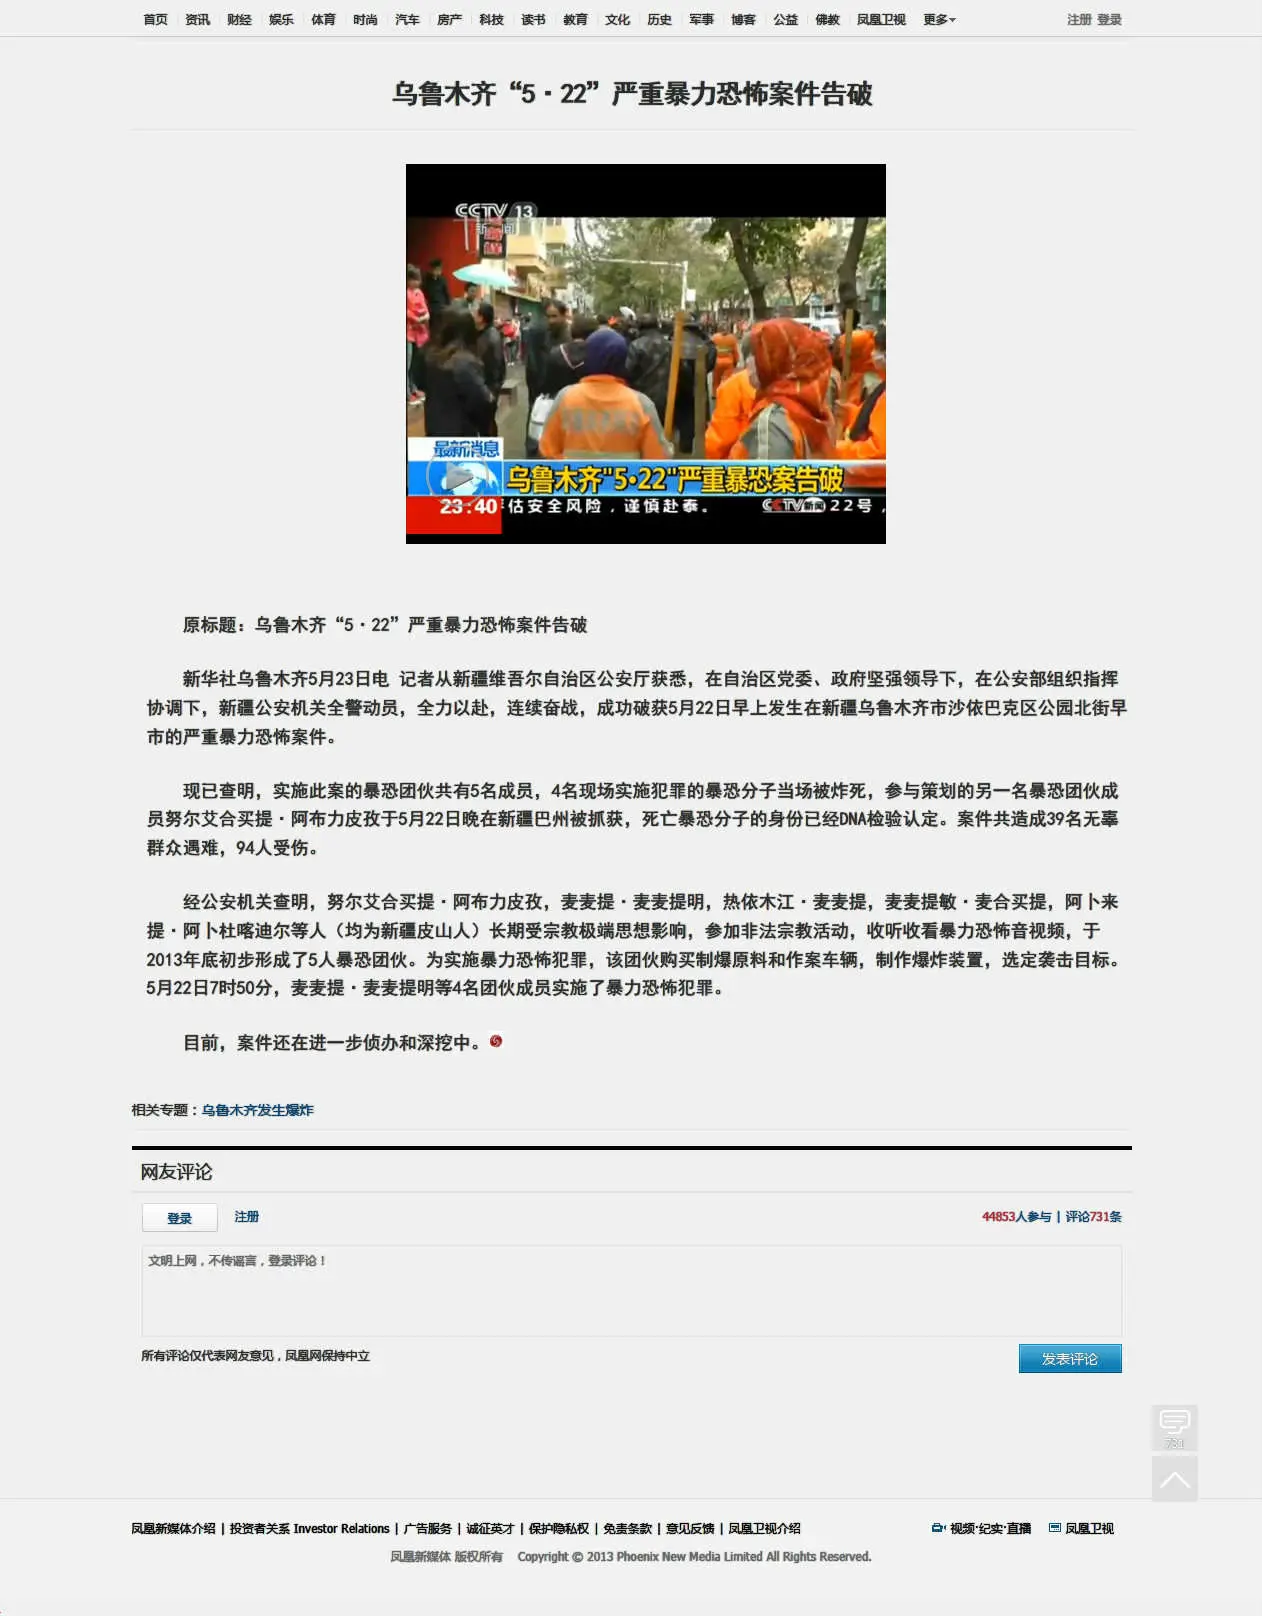 首页 资讯 财经 娱乐 体育 时尚 汽车 房产 科技 读书 教育 文化 历史 军事 博客 公益 佛教 凤凰卫视 更多 注册 登录
乌鲁木齐“5·22”严重暴力恐怖案件告破
CCTV 13
新闻
最新消息
乌鲁木齐"5·22"严重暴恐案告破
23:40 估安全风险，谨慎赴泰。 CCTV新闻 22号，
原标题：乌鲁木齐“5·22”严重暴力恐怖案件告破
新华社乌鲁木齐5月23日电 记者从新疆维吾尔自治区公安厅获悉，在自治区党委、政府坚强领导下，在公安部组织指挥
协调下，新疆公安机关全警动员，全力以赴，连续奋战，成功破获5月22日早上发生在新疆乌鲁木齐市沙依巴克区公园北街早
市的严重暴力恐怖案件。
现已查明，实施此案的暴恐团伙共有5名成员，4名现场实施犯罪的暴恐分子当场被炸死，参与策划的另一名暴恐团伙成
员努尔艾合买提·阿布力皮孜于5月22日晚在新疆巴州被抓获，死亡暴恐分子的身份已经DNA检验认定。案件共造成39名无辜
群众遇难，94人受伤。
经公安机关查明，努尔艾合买提·阿布力皮孜，麦麦提·麦麦提明，热依木江·麦麦提，麦麦提敏·麦合买提，阿卜来
提·阿卜杜喀迪尔等人（均为新疆皮山人）长期受宗教极端思想影响，参加非法宗教活动，收听收看暴力恐怖音视频，于
2013年底初步形成了5人暴恐团伙。为实施暴力恐怖犯罪，该团伙购买制爆原料和作案车辆，制作爆炸装置，选定袭击目标。
5月22日7时50分，麦麦提·麦麦提明等4名团伙成员实施了暴力恐怖犯罪。
目前，案件还在进一步侦办和深挖中。
相关专题：乌鲁木齐发生爆炸
网友评论
登录 注册 44853人参与 | 评论731条
文明上网，不传谣言，登录评论！
所有评论仅代表网友意见，凤凰网保持中立 发表评论
731
凤凰新媒体介绍 | 投资者关系 Investor Relations | 广告服务 | 诚征英才 | 保护隐私权 | 免责条款 | 意见反馈 | 凤凰卫视介绍 视频·纪实·直播 凤凰卫视
凤凰新媒体 版权所有 Copyright © 2013 Phoenix New Media Limited All Rights Reserved.